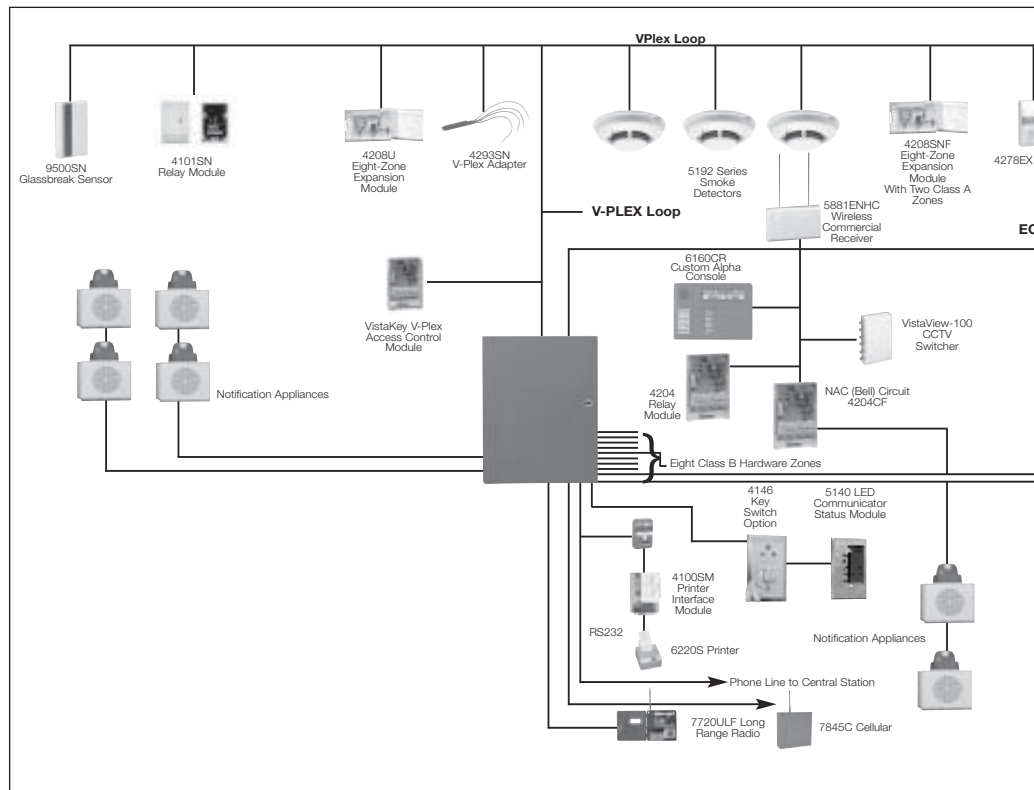 VPlex Loop
9500SN
Glassbreak Sensor
4101SN
Relay Module
4208U
Eight-Zone
Expansion
Module
4293SN
V-Plex Adapter
5192 Series
Smoke
Detectors
4208SNF
Eight-Zone
Expansion
Module
With Two Class A
Zones
4278EX
V-PLEX Loop
5881ENHC
Wireless
Commercial
Receiver
EC
6160CR
Custom Alpha
Console
VistaKey V-Plex
Access Control
Module
VistaView-100
CCTV
Switcher
Notification Appliances
4204
Relay
Module
NAC (Bell) Circuit
4204CF
Eight Class B Hardware Zones
4146
Key
Switch
Option
5140 LED
Communicator
Status Module
4100SM
Printer
Interface
Module
RS232
6220S Printer
Notification Appliances
Phone Line to Central Station
7720ULF Long
Range Radio
7845C Cellular